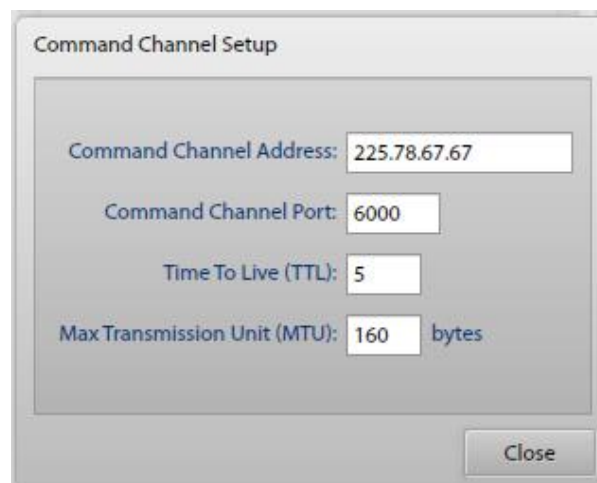 Command Channel Setup
Command Channel Address: 225.78.67.67
Command Channel Port: 6000
Time To Live (TTL): 5
Max Transmission Unit (MTU): 160 bytes
Close